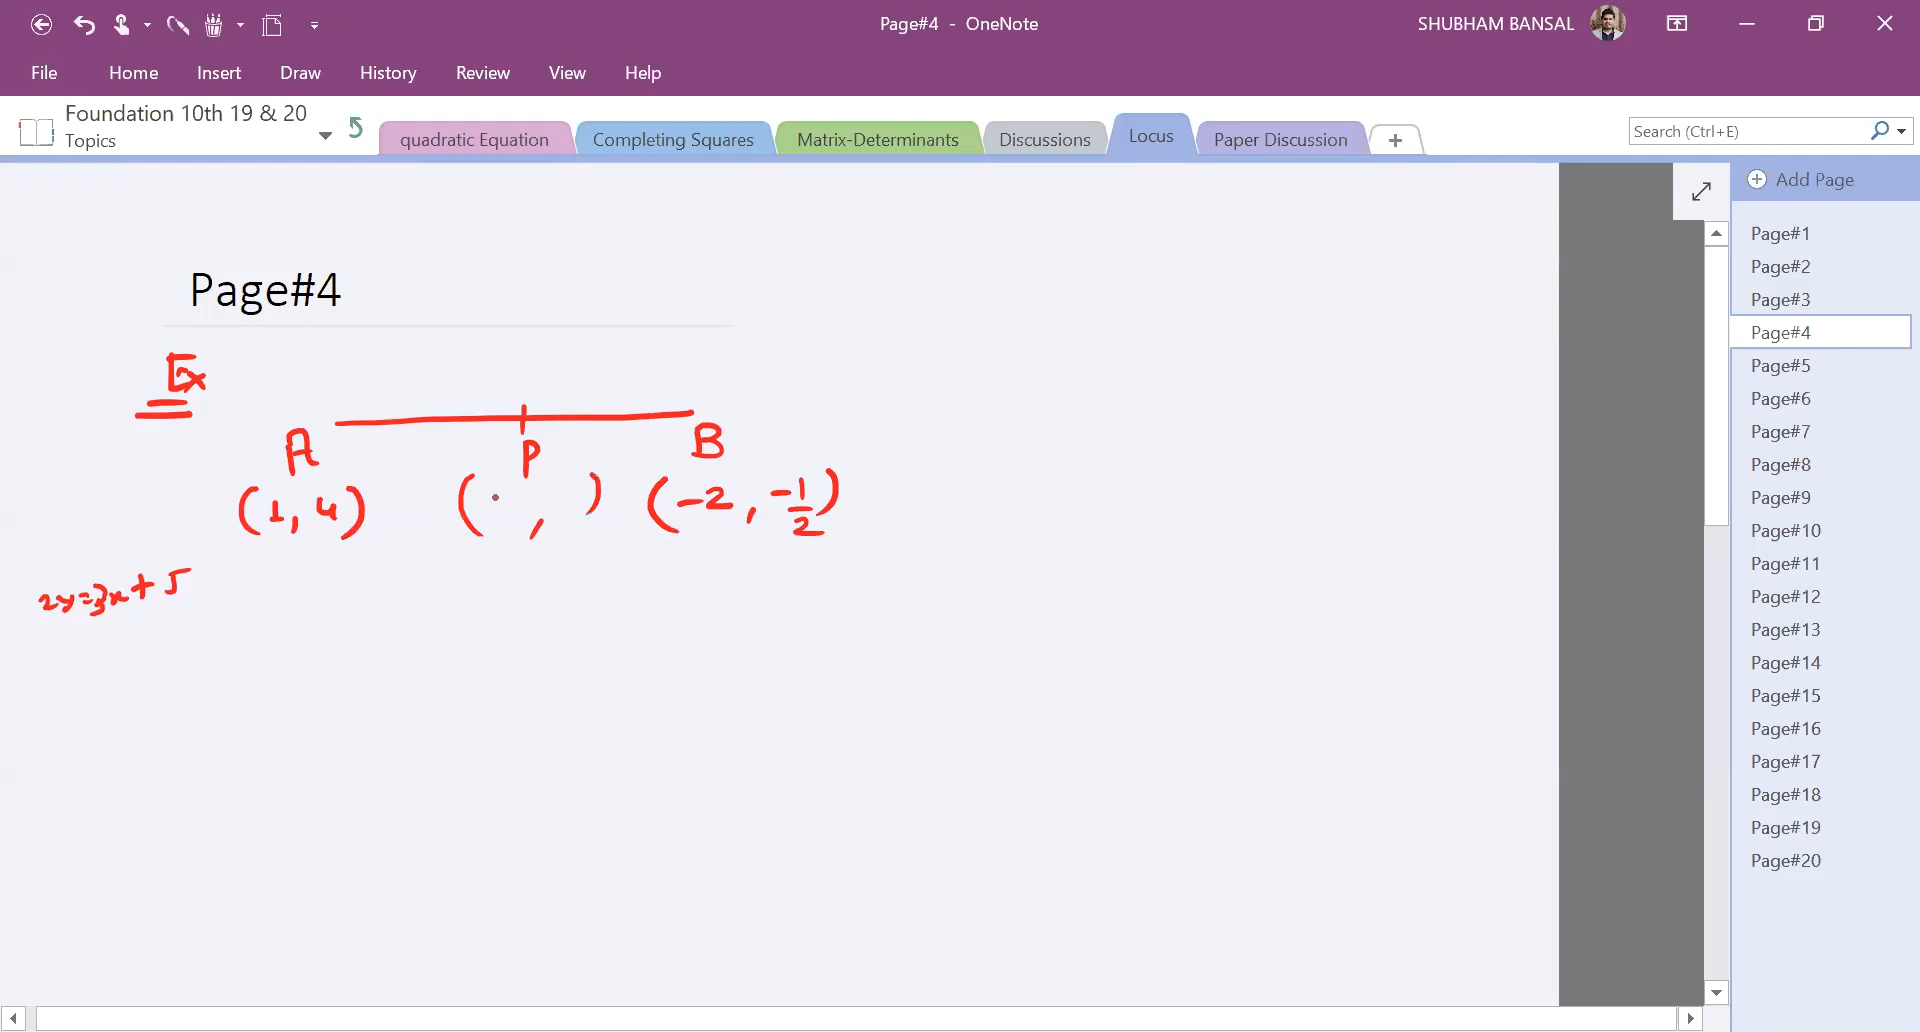 Page#4 - OneNote
SHUBHAM BANSAL
File Home Insert Draw History Review View Help
Foundation 10th 19 & 20
Topics
quadratic Equation
Completing Squares
Matrix-Determinants
Discussions
Locus
Paper Discussion
+
Search (Ctrl+E)
Add Page
Page#1
Page#2
Page#3
Page#4
Page#5
Page#6
Page#7
Page#8
Page#9
Page#10
Page#11
Page#12
Page#13
Page#14
Page#15
Page#16
Page#17
Page#18
Page#19
Page#20
Page#4
Ex
A P B
(1, 4) ( , ) (-2, -1/2)
2y=3x+5